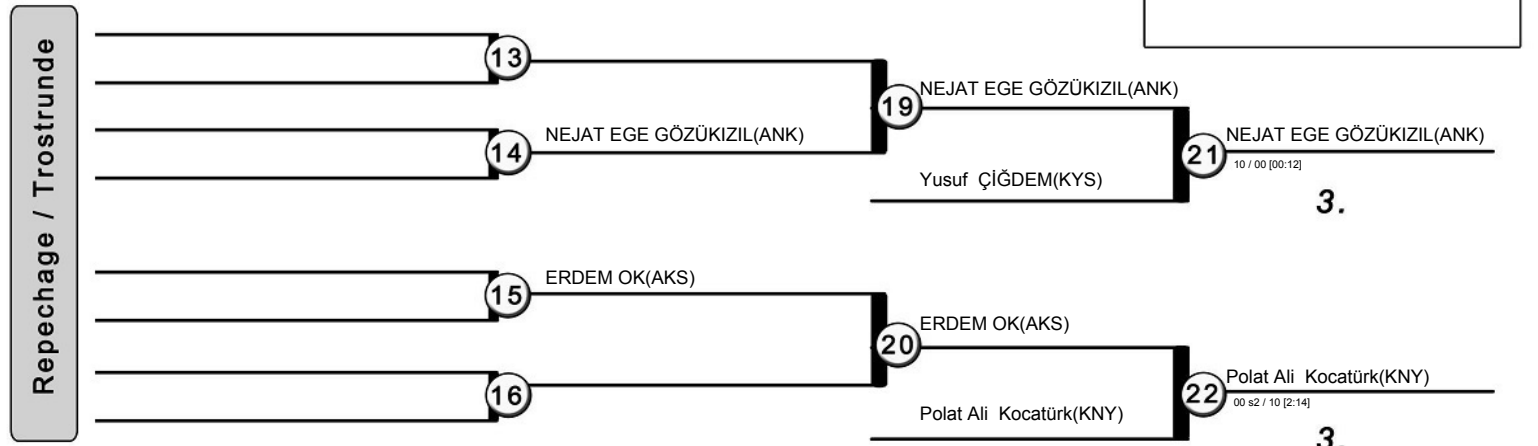 Repechage / Trostrunde
13
19
NEJAT EGE GÖZÜKIZIL(ANK)
14
NEJAT EGE GÖZÜKIZIL(ANK)
21
NEJAT EGE GÖZÜKIZIL(ANK)
10 / 00 [00:12]
Yusuf ÇİĞDEM(KYS)
3.
15
ERDEM OK(AKS)
20
ERDEM OK(AKS)
16
22
Polat Ali Kocatürk(KNY)
00 s2 / 10 [2:14]
Polat Ali Kocatürk(KNY)
3.